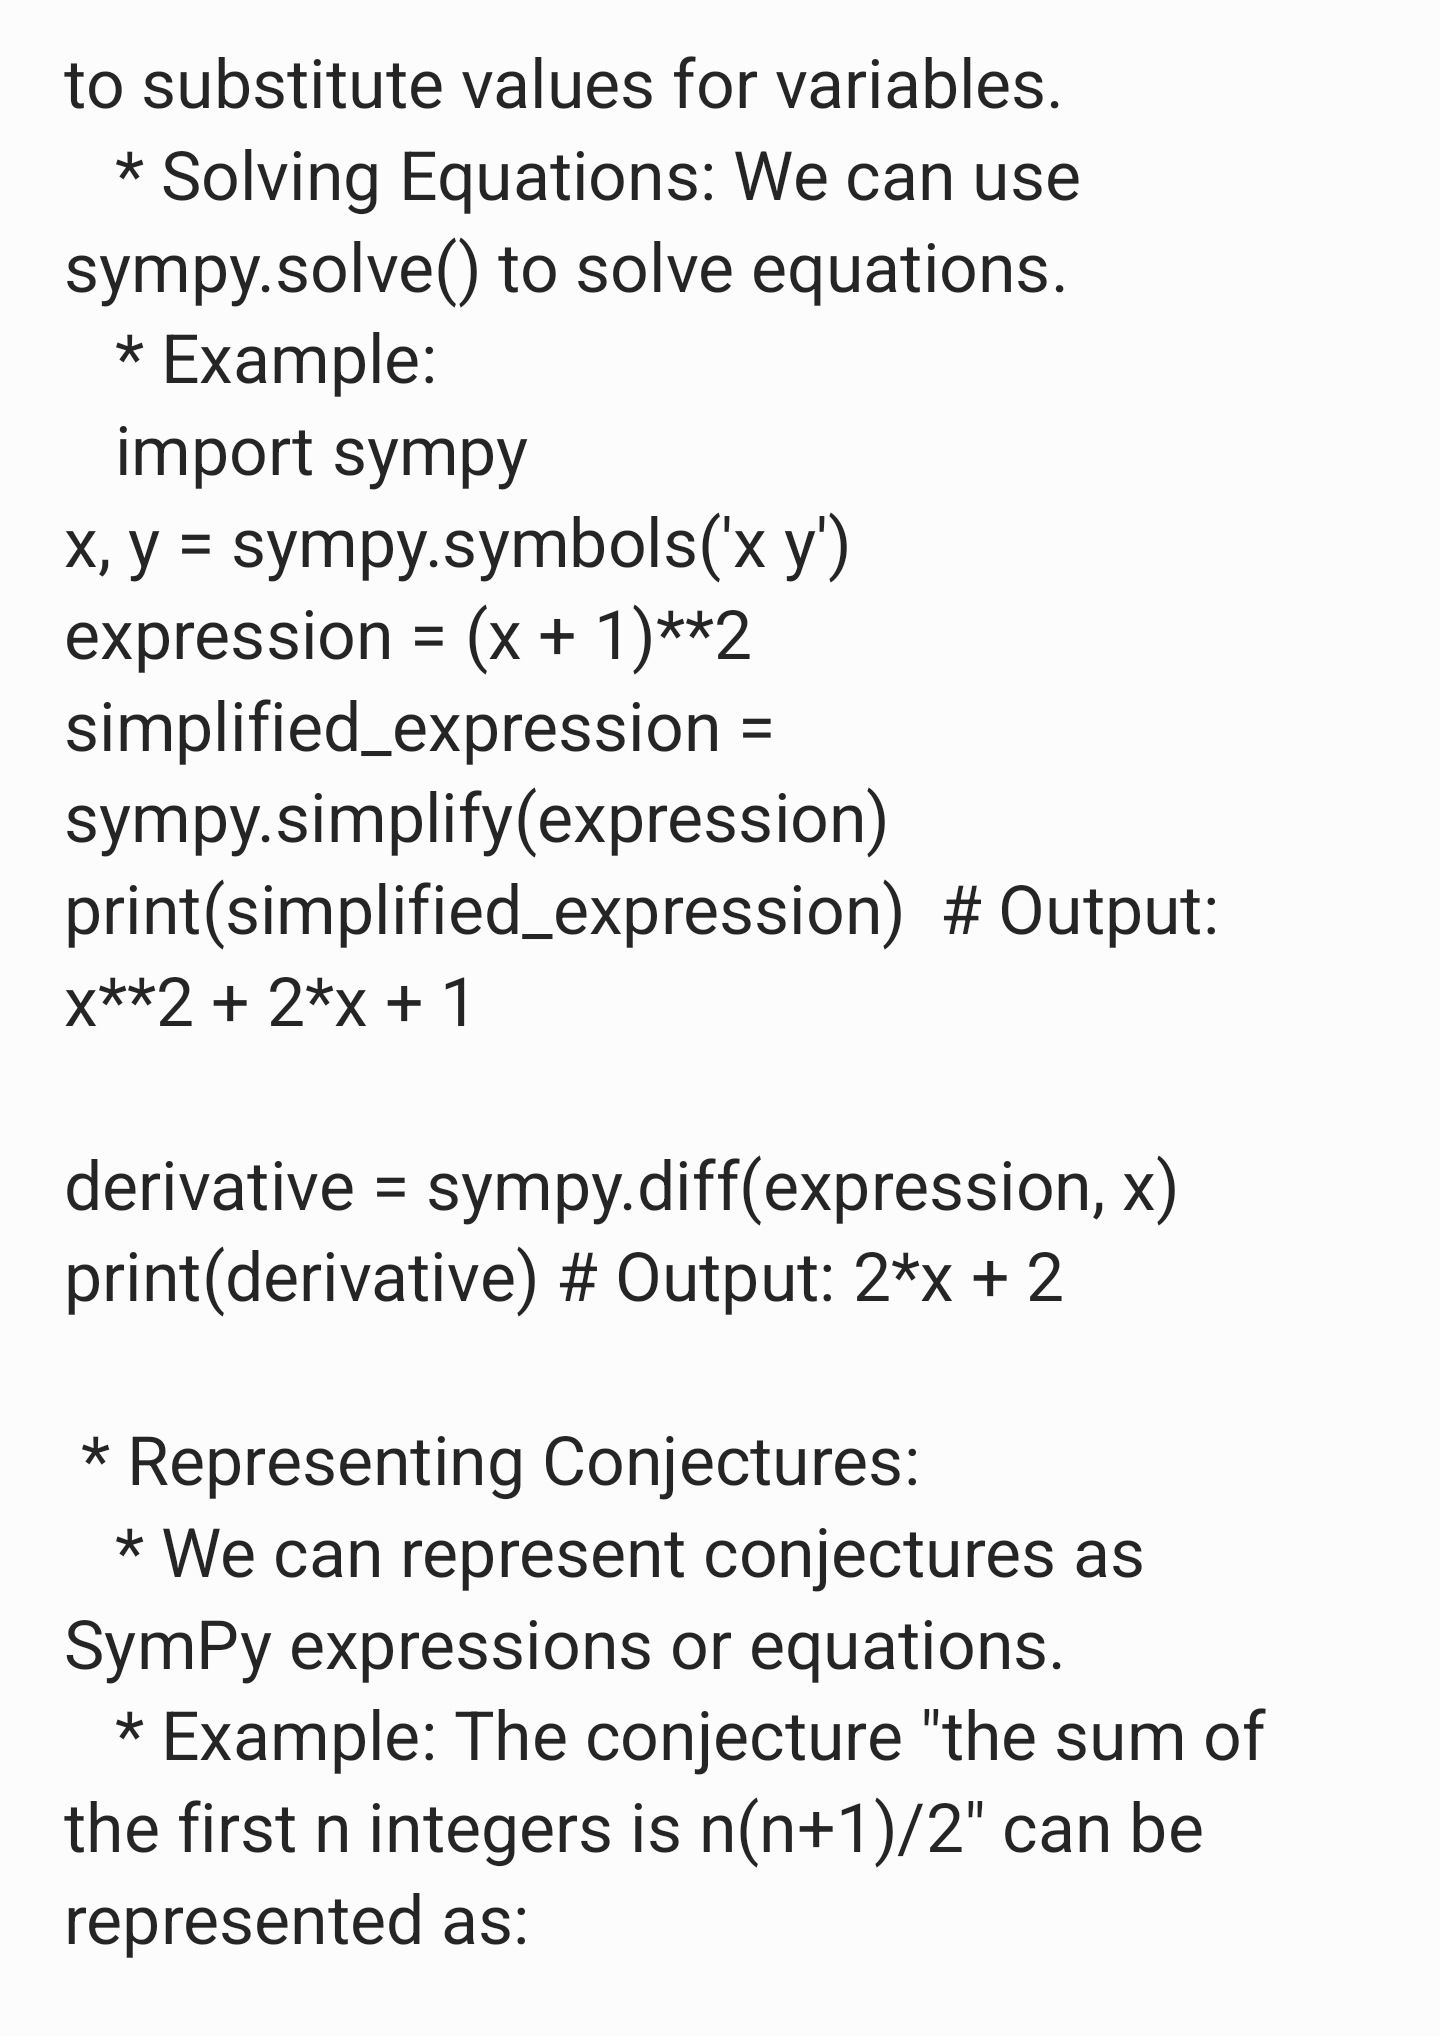 to substitute values for variables.
* Solving Equations: We can use
sympy.solve() to solve equations.
* Example:
import sympy
x, y = sympy.symbols('x y')
expression = (x + 1)**2
simplified_expression =
sympy.simplify(expression)
print(simplified_expression)  # Output:
x**2 + 2*x + 1
derivative = sympy.diff(expression, x)
print(derivative) # Output: 2*x + 2
* Representing Conjectures:
* We can represent conjectures as
SymPy expressions or equations.
* Example: The conjecture "the sum of
the first n integers is n(n+1)/2" can be
represented as: